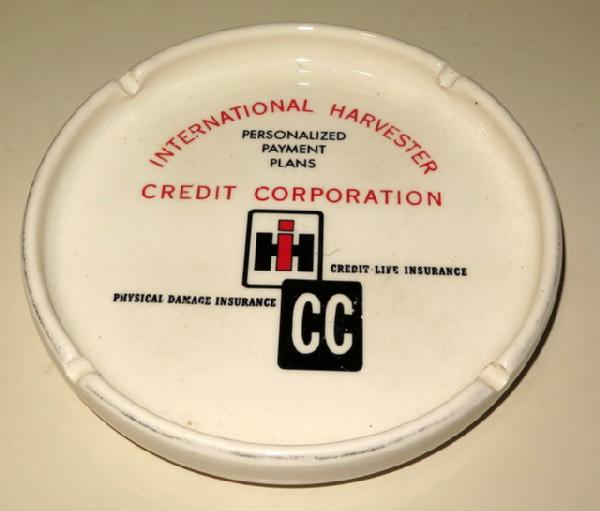 INTERNATIONAL HARVESTER
PERSONALIZED
PAYMENT
PLANS
CREDIT CORPORATION
IH
CREDIT LIFE INSURANCE
PHYSICAL DAMAGE INSURANCE
CC